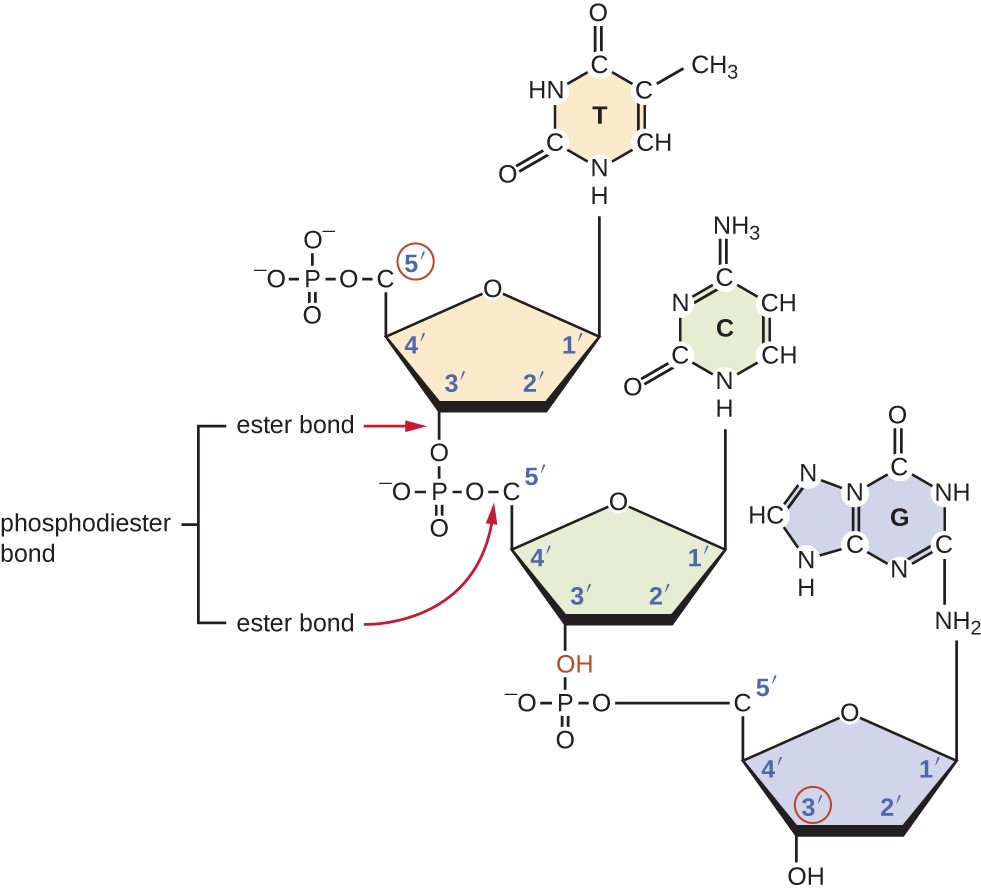 O
C
CH₃
HN
C
T
C
CH
O
N
H
O⁻
⁻O-P-O-C
5′
O
O
4′
1′
3′
2′
NH₃
C
N
CH
C
C
CH
O
N
H
phosphodiester
bond
ester bond
ester bond
O
⁻O-P-O-C
5′
O
O
4′
1′
3′
2′
O
C
N
N
NH
G
HC
C
C
N
H
N
NH₂
OH
⁻O-P-O
C
5′
O
O
4′
1′
3′
2′
OH